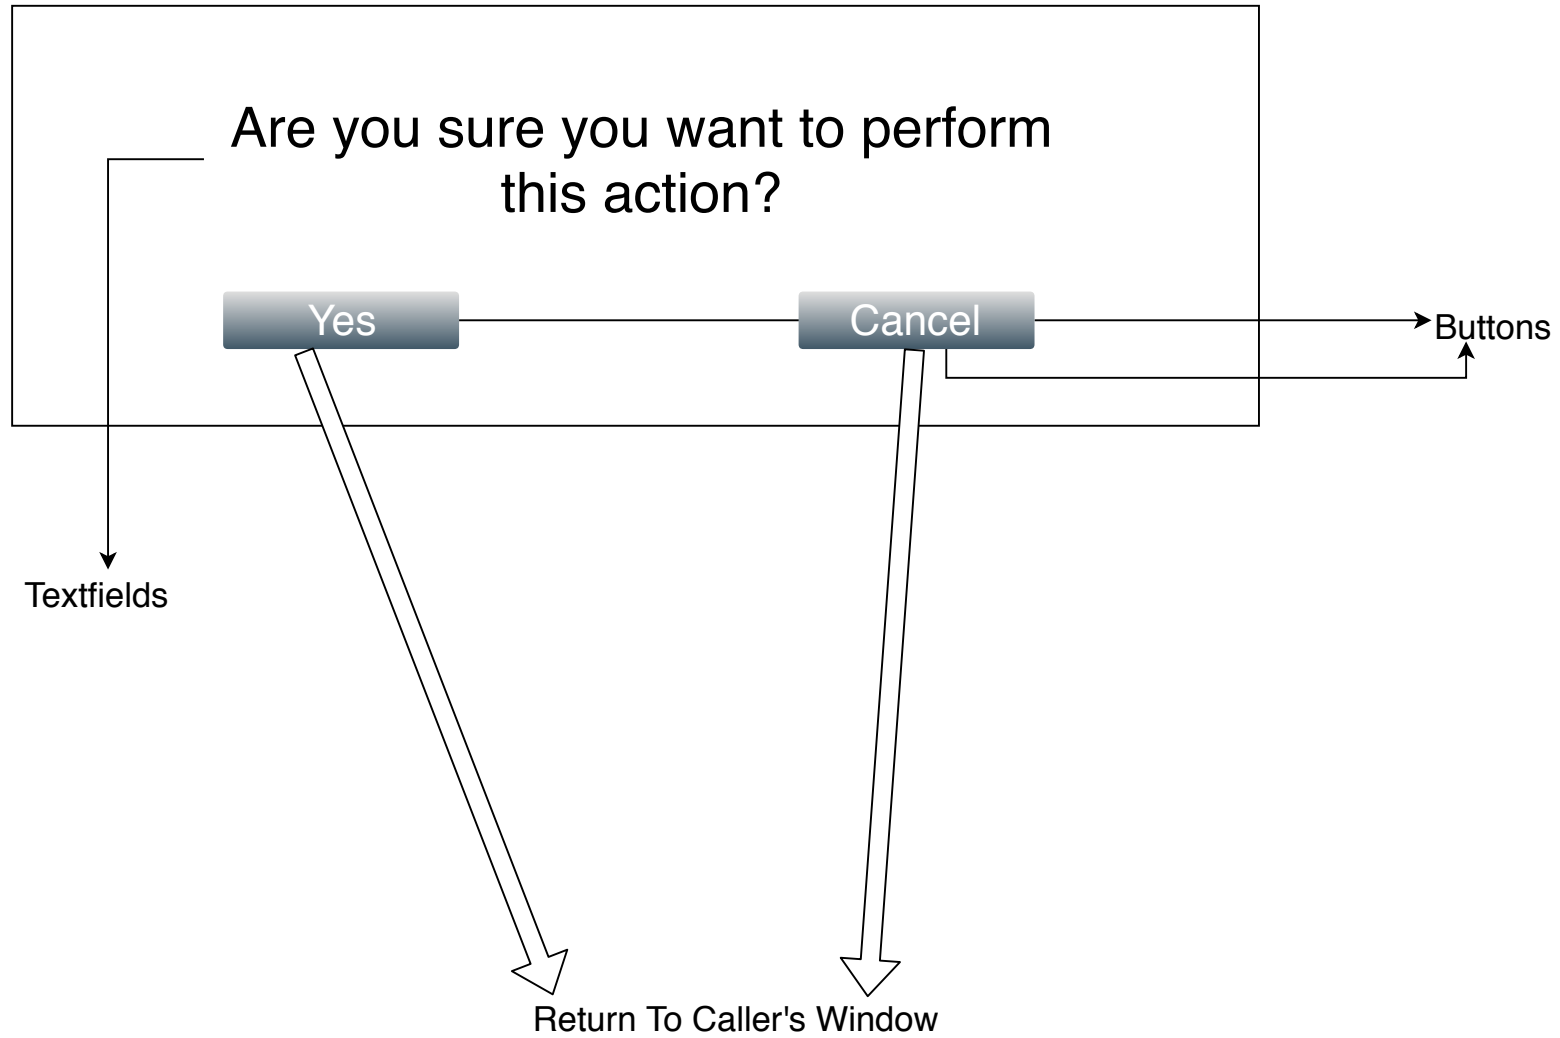 Are you sure you want to perform
this action?
Yes
Cancel
Buttons
Textfields
Return To Caller's Window